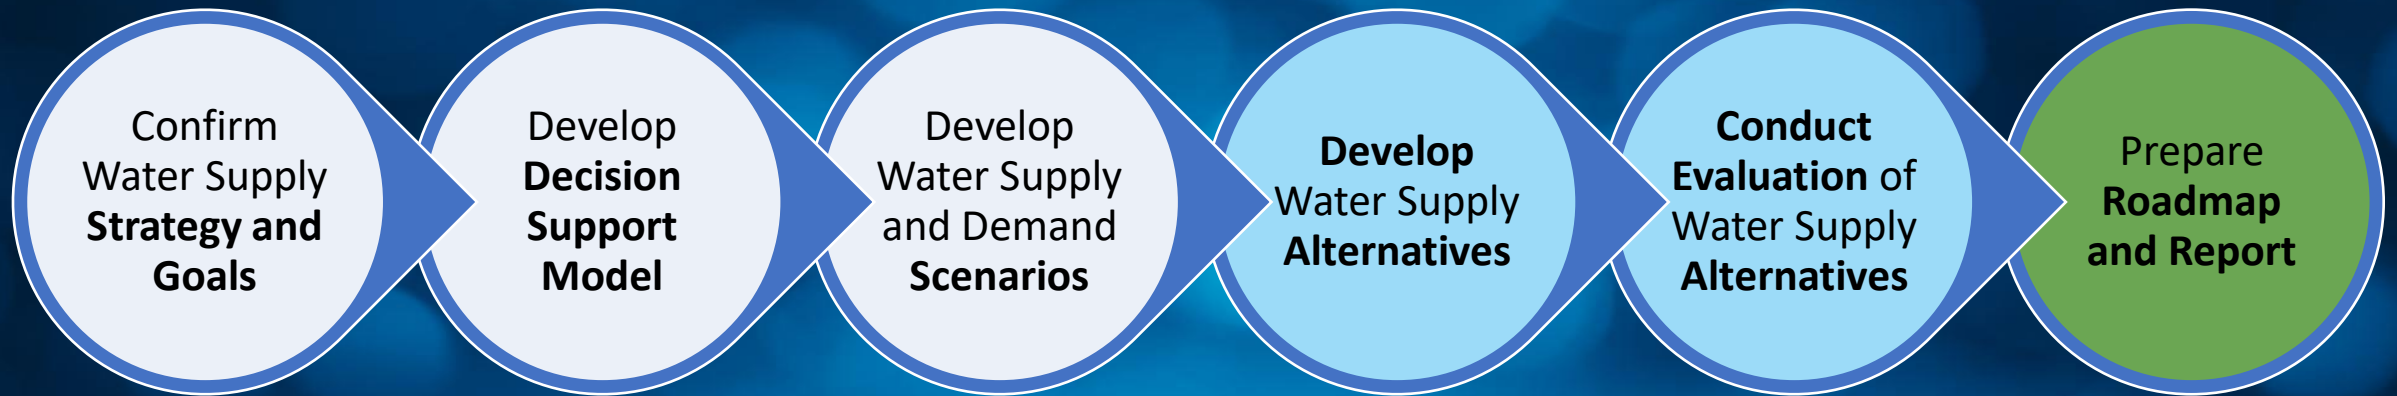 Confirm
Water Supply
Strategy and
Goals
Develop
Decision
Support
Model
Develop
Water Supply
and Demand
Scenarios
Develop
Water Supply
Alternatives
Conduct
Evaluation of
Water Supply
Alternatives
Prepare
Roadmap
and Report